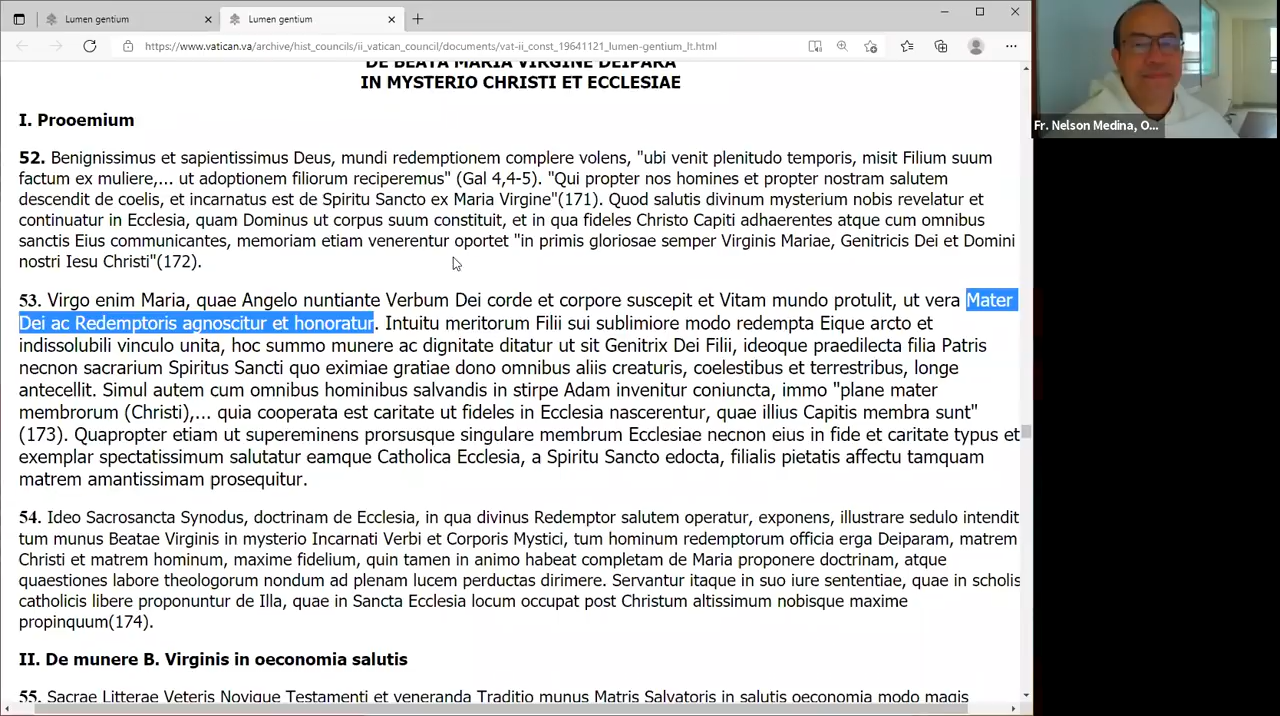 Lumen gentium
Lumen gentium
https://www.vatican.va/archive/hist_councils/ii_vatican_council/documents/vat-ii_const_19641121_lumen-gentium_lt.html
Fr. Nelson Medina, O...
DE BEATA MARIA VIRGINE DEIPARA
IN MYSTERIO CHRISTI ET ECCLESIAE
I. Prooemium
52. Benignissimus et sapientissimus Deus, mundi redemptionem complere volens, "ubi venit plenitudo temporis, misit Filium suum
factum ex muliere,... ut adoptionem filiorum reciperemus" (Gal 4,4-5). "Qui propter nos homines et propter nostram salutem
descendit de coelis, et incarnatus est de Spiritu Sancto ex Maria Virgine"(171). Quod salutis divinum mysterium nobis revelatur et
continuatur in Ecclesia, quam Dominus ut corpus suum constituit, et in qua fideles Christo Capiti adhaerentes atque cum omnibus
sanctis Eius communicantes, memoriam etiam venerentur oportet "in primis gloriosae semper Virginis Mariae, Genitricis Dei et Domini
nostri Iesu Christi"(172).
53. Virgo enim Maria, quae Angelo nuntiante Verbum Dei corde et corpore suscepit et Vitam mundo protulit, ut vera Mater
Dei ac Redemptoris agnoscitur et honoratur. Intuitu meritorum Filii sui sublimiore modo redempta Eique arcto et
indissolubili vinculo unita, hoc summo munere ac dignitate ditatur ut sit Genitrix Dei Filii, ideoque praedilecta filia Patris
necnon sacrarium Spiritus Sancti quo eximiae gratiae dono omnibus aliis creaturis, coelestibus et terrestribus, longe
antecellit. Simul autem cum omnibus hominibus salvandis in stirpe Adam invenitur coniuncta, immo "plane mater
membrorum (Christi),... quia cooperata est caritate ut fideles in Ecclesia nascerentur, quae illius Capitis membra sunt"
(173). Quapropter etiam ut supereminens prorsusque singulare membrum Ecclesiae necnon eius in fide et caritate typus et
exemplar spectatissimum salutatur eamque Catholica Ecclesia, a Spiritu Sancto edocta, filialis pietatis affectu tamquam
matrem amantissimam prosequitur.
54. Ideo Sacrosancta Synodus, doctrinam de Ecclesia, in qua divinus Redemptor salutem operatur, exponens, illustrare sedulo intendit
tum munus Beatae Virginis in mysterio Incarnati Verbi et Corporis Mystici, tum hominum redemptorum officia erga Deiparam, matrem
Christi et matrem hominum, maxime fidelium, quin tamen in animo habeat completam de Maria proponere doctrinam, atque
quaestiones labore theologorum nondum ad plenam lucem perductas dirimere. Servantur itaque in suo iure sententiae, quae in scholis
catholicis libere proponuntur de Illa, quae in Sancta Ecclesia locum occupat post Christum altissimum nobisque maxime
propinquum(174).
II. De munere B. Virginis in oeconomia salutis
55. Sacrae Litterae Veteris Novique Testamenti et veneranda Traditio munus Matris Salvatoris in salutis oeconomia modo magis